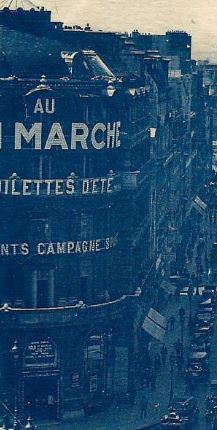 AU
N MARCHE
OILETTES D'ETE
NTS CAMPAGNE S